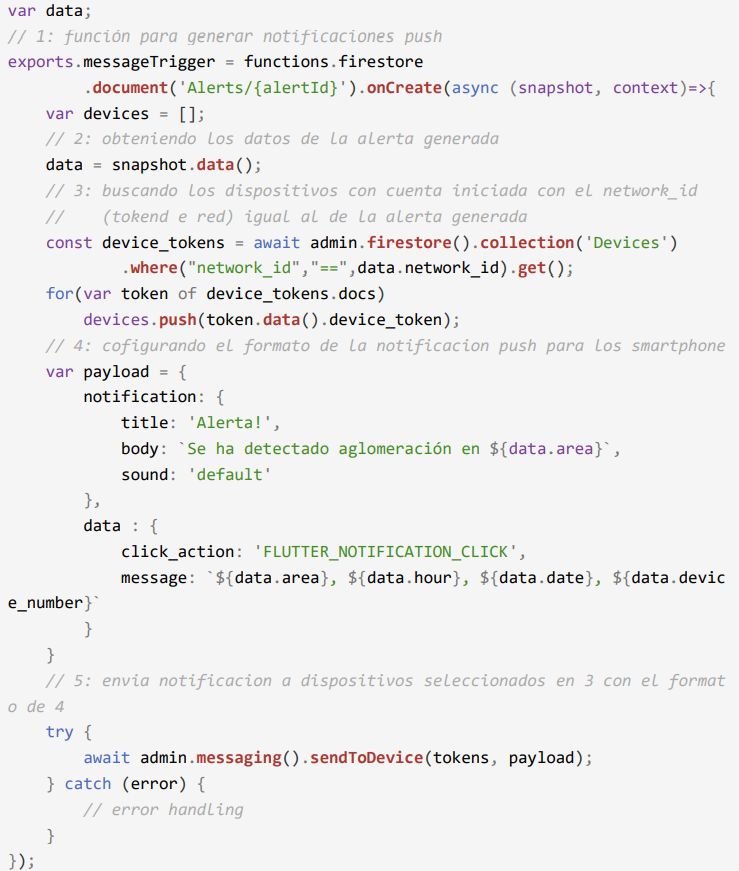 var data;
// 1: función para generar notificaciones push
exports.messageTrigger = functions.firestore
        .document('Alerts/{alertId}').onCreate(async (snapshot, context)=>{
    var devices = [];
    // 2: obteniendo los datos de la alerta generada
    data = snapshot.data();
    // 3: buscando los dispositivos con cuenta iniciada con el network_id
    //    (tokend e red) igual al de la alerta generada
    const device_tokens = await admin.firestore().collection('Devices')
            .where("network_id","==",data.network_id).get();
    for(var token of device_tokens.docs)
        devices.push(token.data().device_token);
    // 4: cofigurando el formato de la notificacion push para los smartphone
    var payload = {
        notification: {
            title: 'Alerta!',
            body: `Se ha detectado aglomeración en ${data.area}`,
            sound: 'default'
        },
        data : {
            click_action: 'FLUTTER_NOTIFICATION_CLICK',
            message: `${data.area}, ${data.hour}, ${data.date}, ${data.devic
e_number}`
        }
    }
    // 5: envia notificacion a dispositivos seleccionados en 3 con el format
o de 4
    try {
        await admin.messaging().sendToDevice(tokens, payload);
    } catch (error) {
        // error handling
    }
});